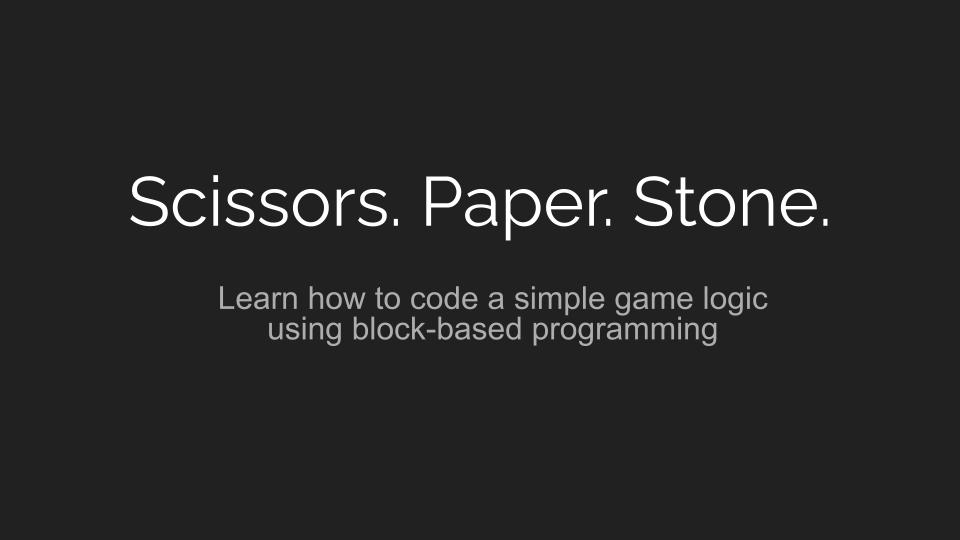 Scissors. Paper. Stone.
Learn how to code a simple game logic
using block-based programming